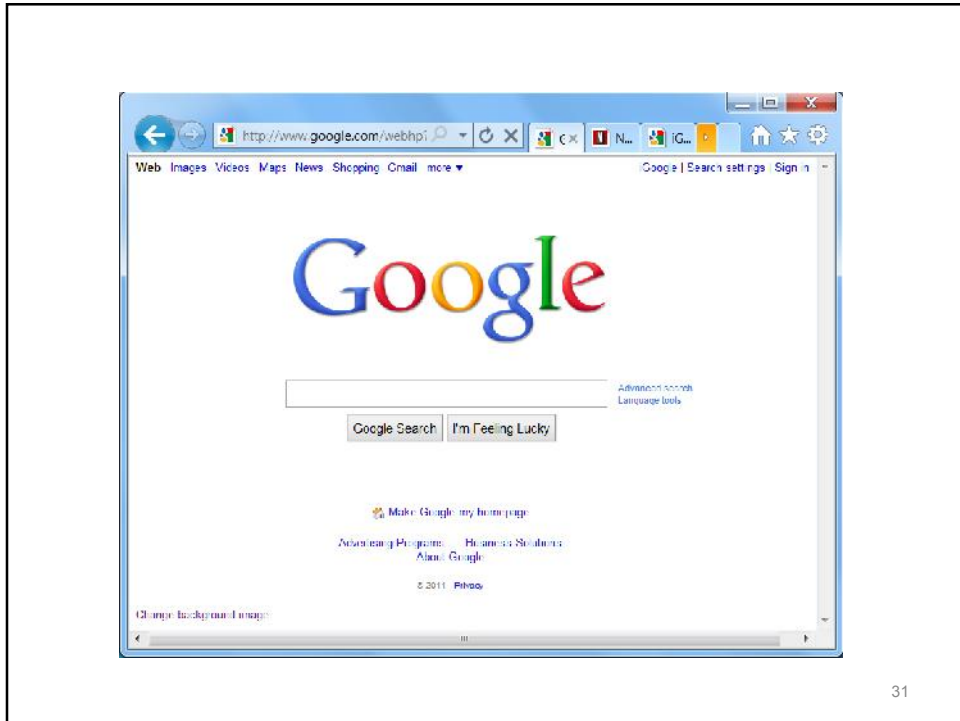 http://www.google.com/webhp? N... iG...
Web Images Videos Maps News Shopping Gmail more ▼ iGoogle | Search settings | Sign in
Google
Advanced search
Language tools
Google Search I'm Feeling Lucky
Make Google my homepage
Advertising Programs Business Solutions
About Google
© 2011 Privacy
Change background image
31